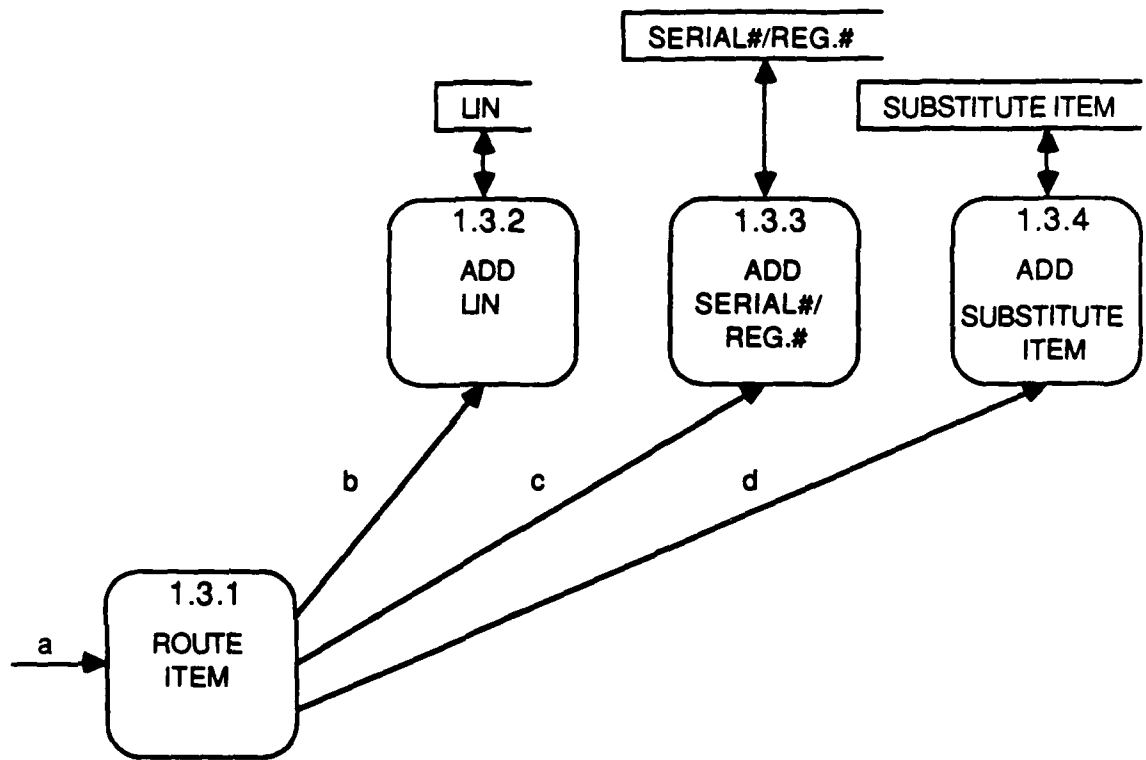 SERIAL#/REG.#
LIN
SUBSTITUTE ITEM
1.3.2
ADD
LIN
1.3.3
ADD
SERIAL#/
REG.#
1.3.4
ADD
SUBSTITUTE
ITEM
b
c
d
a
1.3.1
ROUTE
ITEM